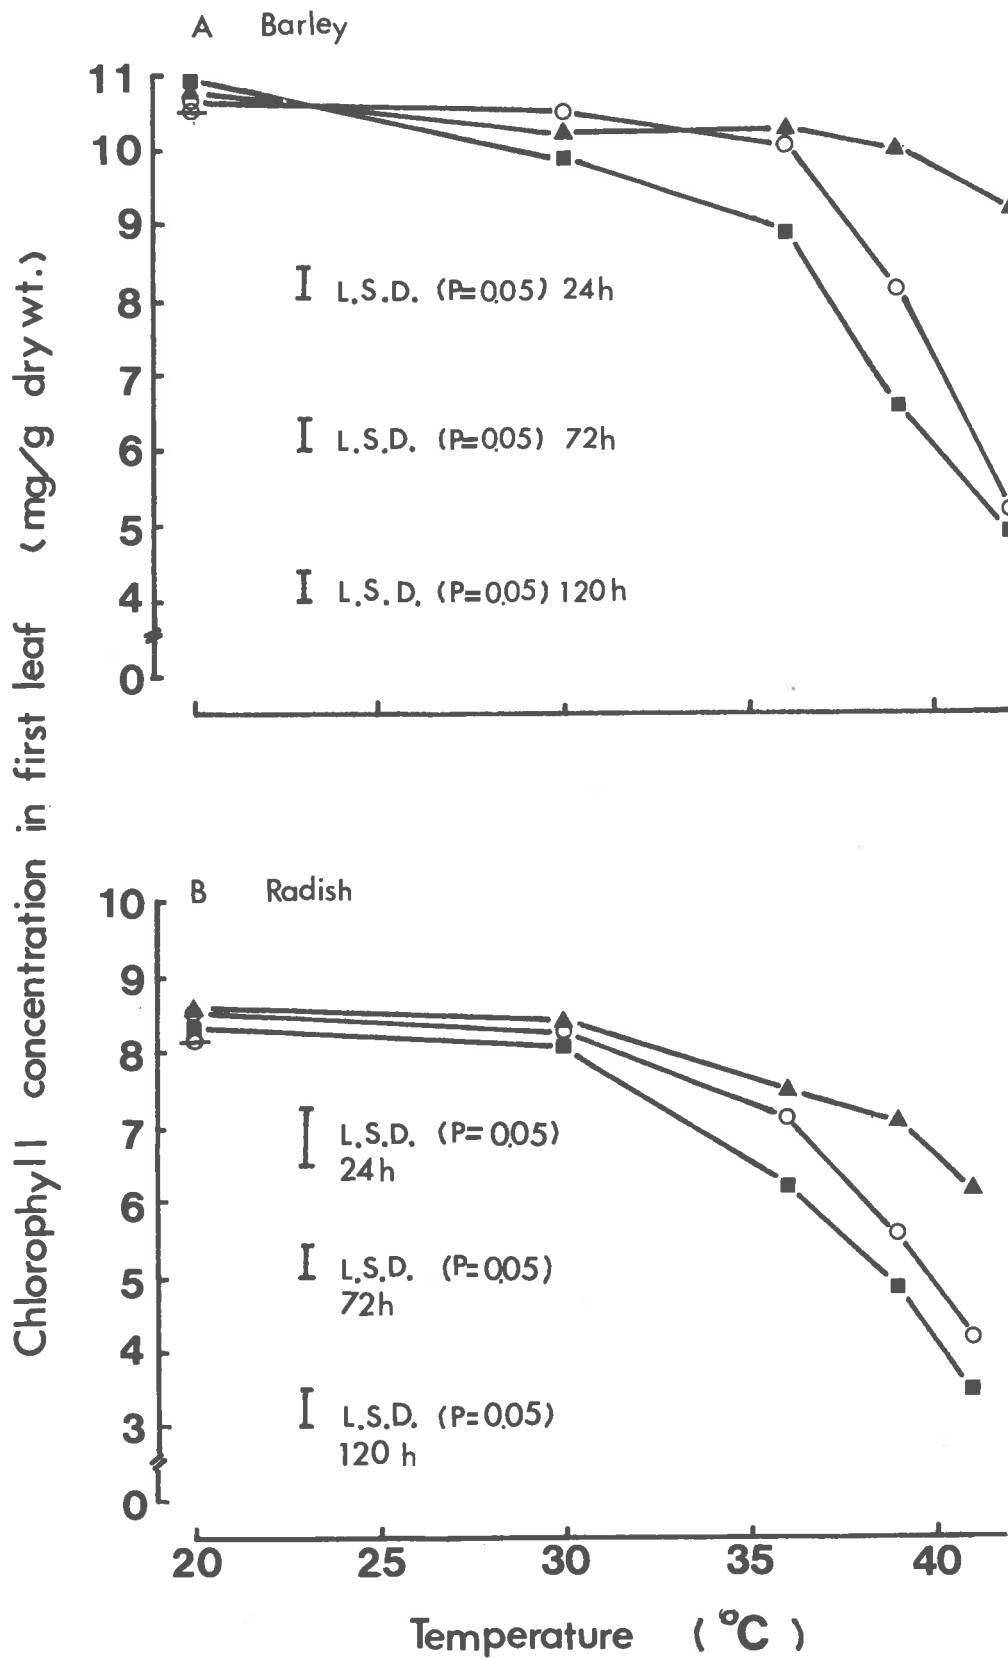 A Barley
11
10
9
8
7
6
5
4
0
L.S.D. (P=0.05) 24h
L.S.D. (P=0.05) 72h
L.S.D. (P=0.05) 120h
Chlorophyll concentration in first leaf (mg/g dry wt.)
B Radish
10
9
8
7
6
5
4
3
0
L.S.D. (P=0.05)
24h
L.S.D. (P=0.05)
72h
L.S.D. (P=0.05)
120 h
20 25 30 35 40
Temperature (°C)